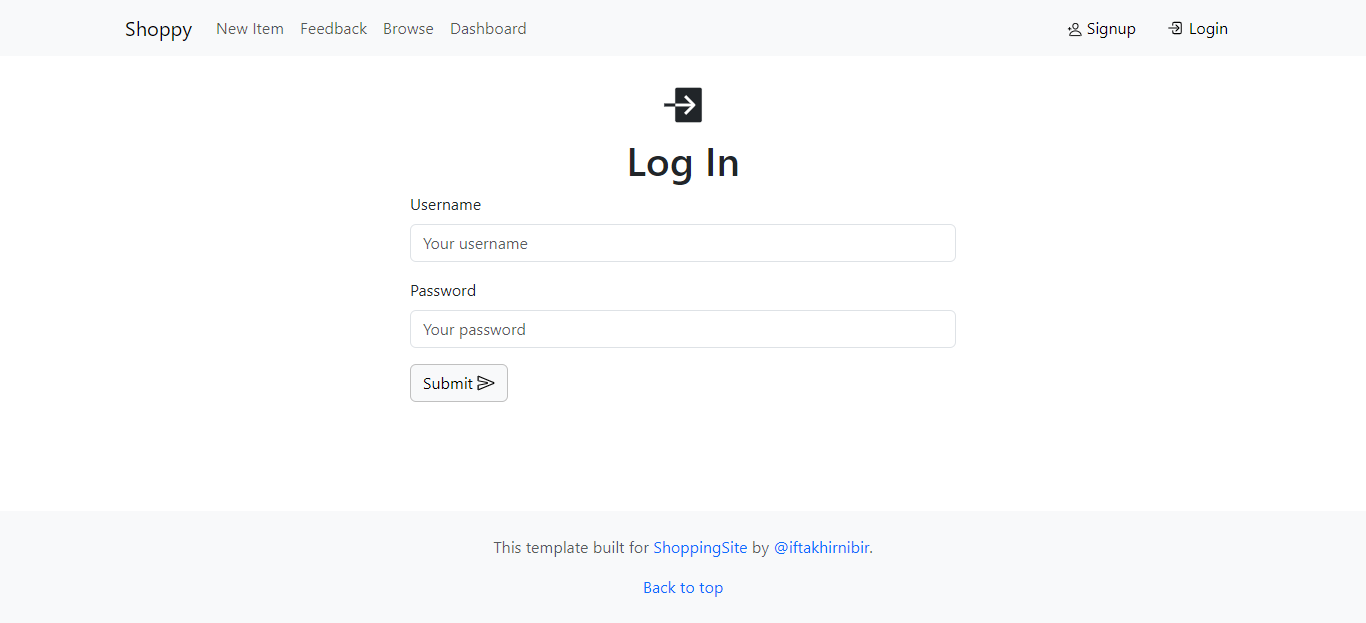 Shoppy New Item Feedback Browse Dashboard Signup Login
Log In
Username
Your username
Password
Your password
Submit
This template built for ShoppingSite by @iftakhirnibir.
Back to top